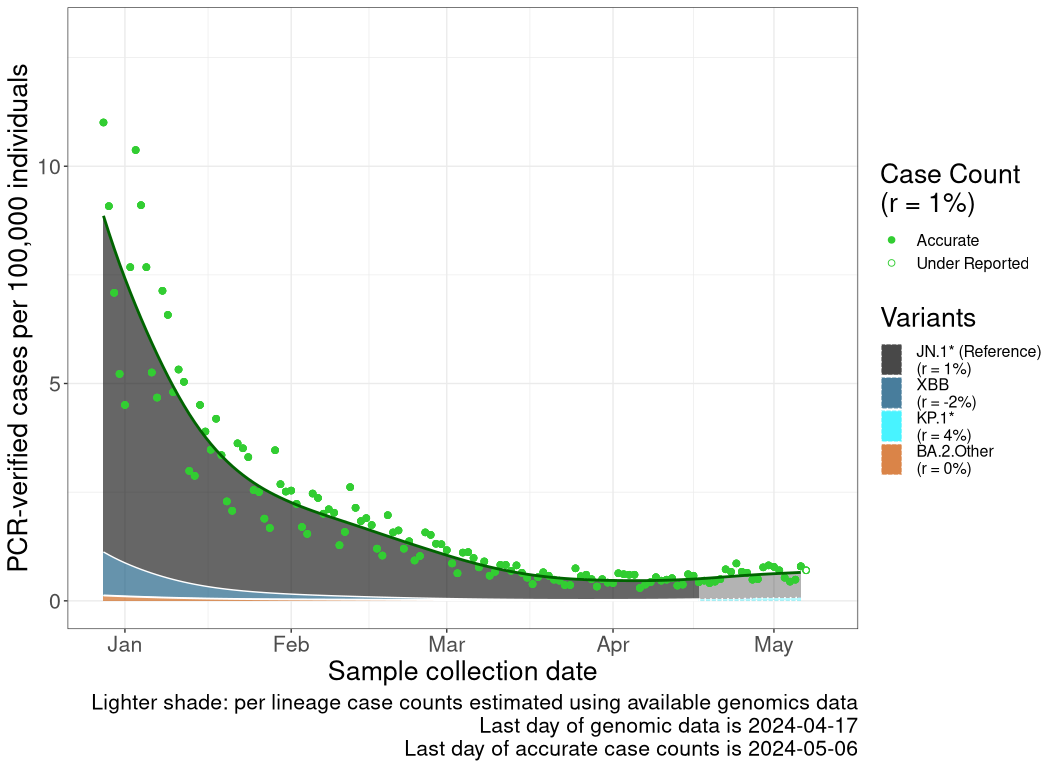 PCR-verified cases per 100,000 individuals
10
5
0
Jan Feb Mar Apr May
Sample collection date
Lighter shade: per lineage case counts estimated using available genomics data
Last day of genomic data is 2024-04-17
Last day of accurate case counts is 2024-05-06
Case Count
(r = 1%)
Accurate
Under Reported
Variants
JN.1* (Reference)
(r = 1%)
XBB
(r = -2%)
KP.1*
(r = 4%)
BA.2.Other
(r = 0%)